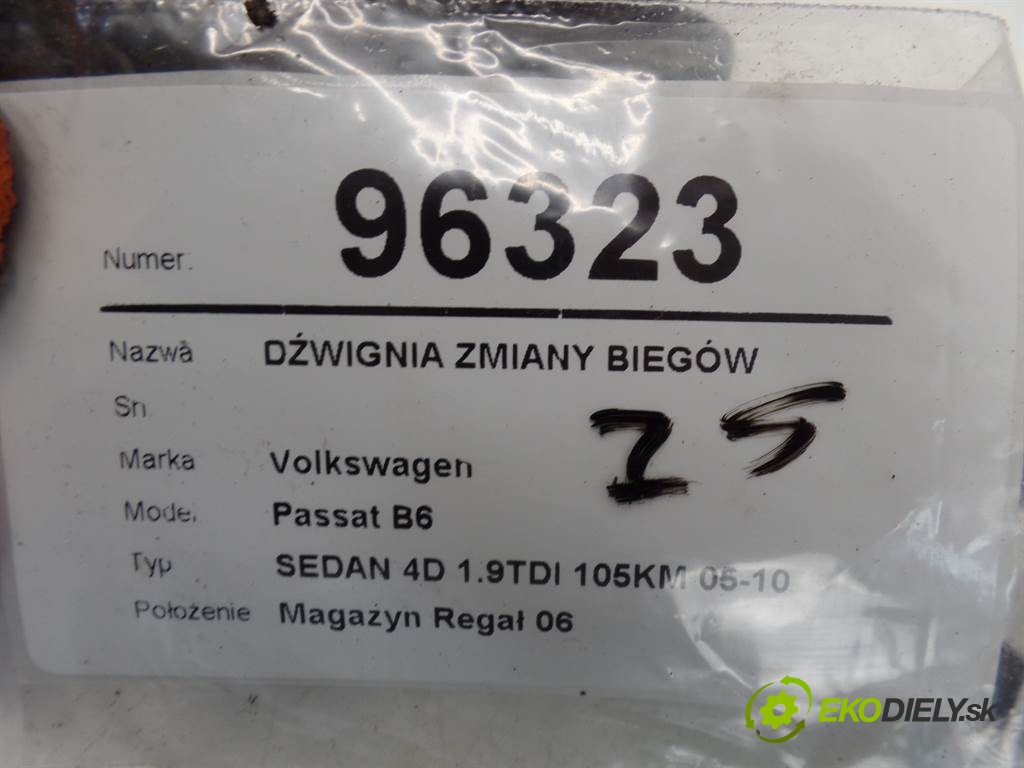 Numer: 96323
Nazwa DŹWIGNIA ZMIANY BIEGÓW
Sn
Marka Volkswagen
Model Passat B6
Typ SEDAN 4D 1.9TDI 105KM 05-10
Położenie Magazyn Regał 06
25
EKODIELY.sk